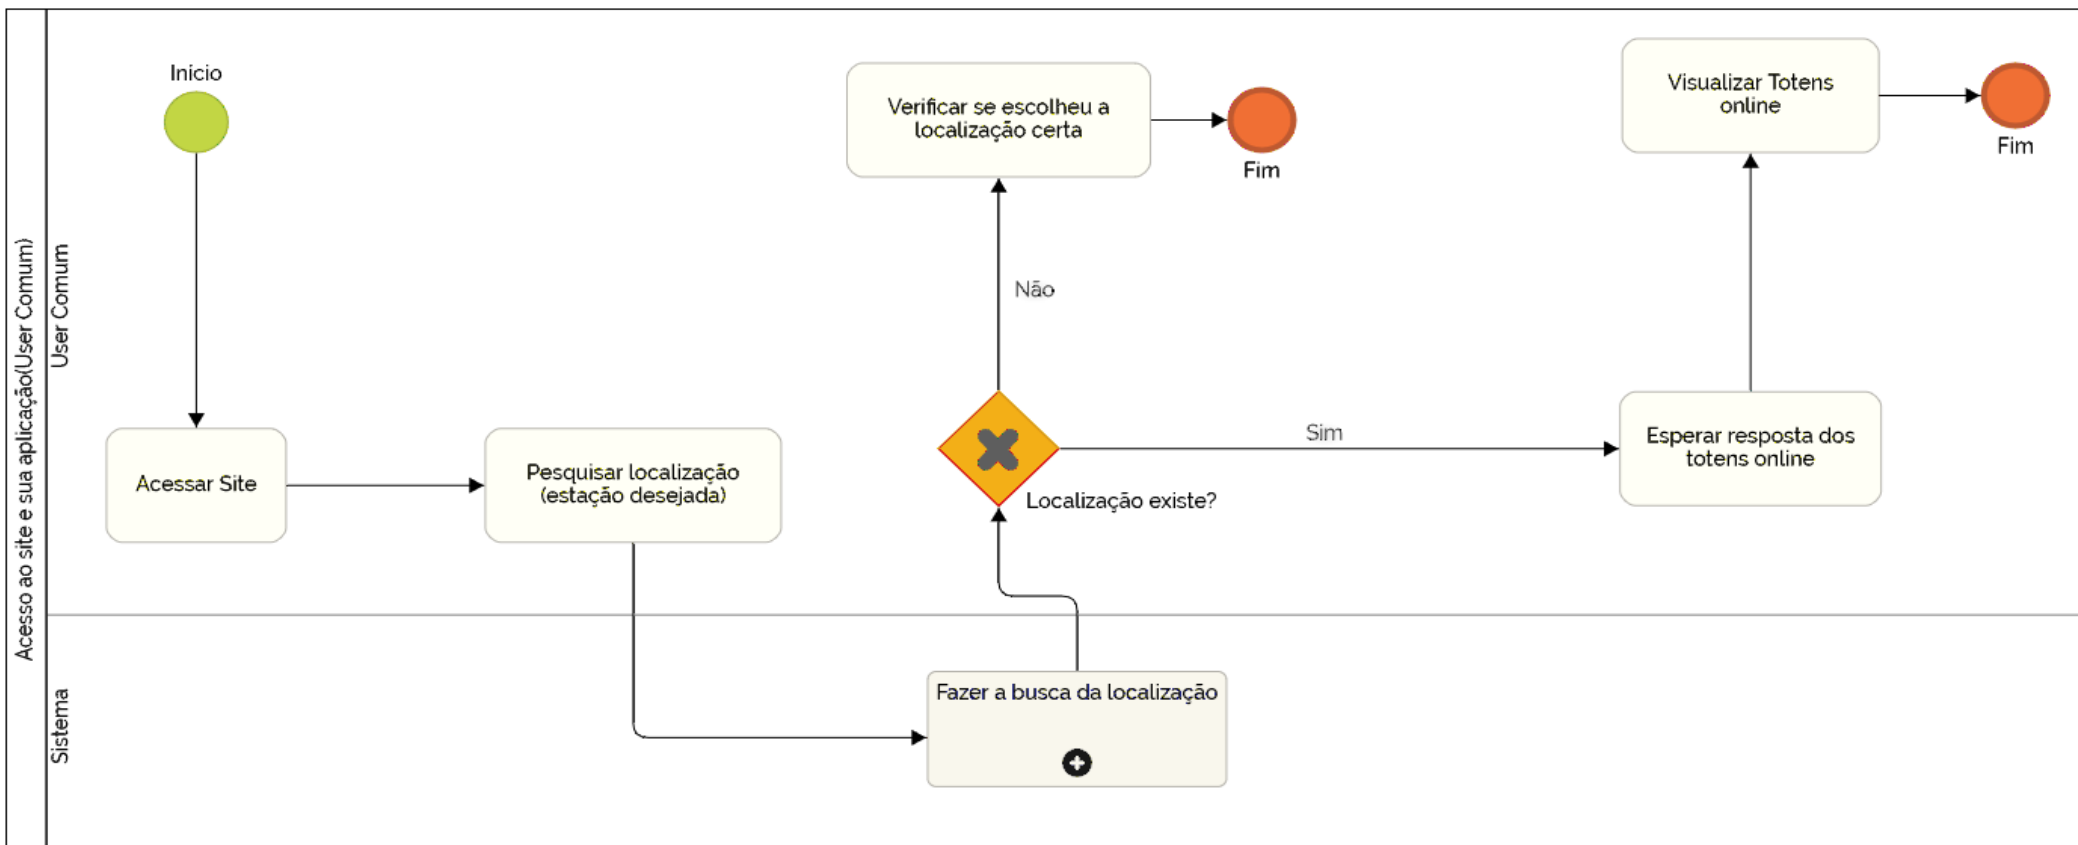 Acesso ao site e sua aplicação(User Comum)
User Comum
Início
Acessar Site
Pesquisar localização
(estação desejada)
Verificar se escolheu a
localização certa
Fim
Não
Localização existe?
Sim
Esperar resposta dos
totens online
Visualizar Totens
online
Fim
Sistema
Fazer a busca da localização